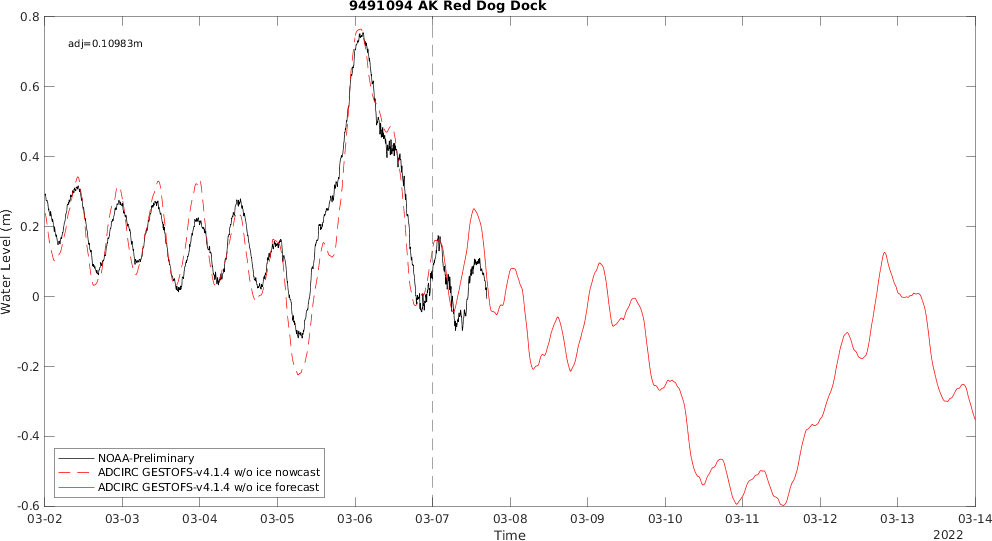 9491094 AK Red Dog Dock
adj=0.10983m
Water Level (m)
0.8
0.6
0.4
0.2
0
-0.2
-0.4
-0.6
NOAA-Preliminary
ADCIRC GESTOFS-v4.1.4 w/o ice nowcast
ADCIRC GESTOFS-v4.1.4 w/o ice forecast
03-02 03-03 03-04 03-05 03-06 03-07 03-08 03-09 03-10 03-11 03-12 03-13 03-14
Time
2022